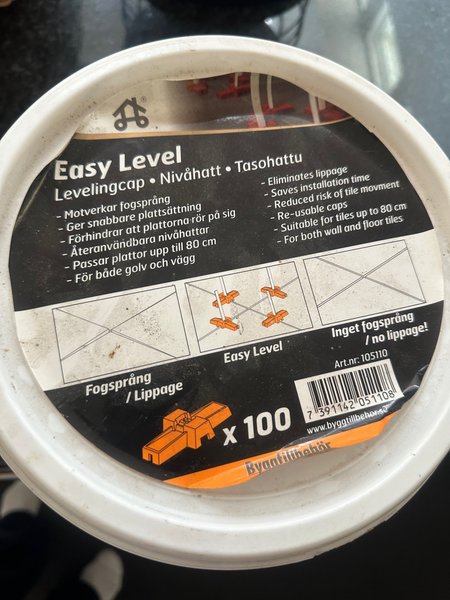 Easy Level
Levelingcap • Nivåhatt • Tasohattu
- Motverkar fogsprång
- Ger snabbare plattsättning
- Förhindrar att plattorna rör på sig
- Återanvändbara nivåhattar
- Passar plattor upp till 80 cm
- För både golv och vägg
- Eliminates lippage
- Saves installation time
- Reduced risk of tile movment
- Re-usable caps
- Suitable for tiles up to 80 cm
- For both wall and floor tiles
Fogsprång
/ Lippage
Easy Level
Inget fogsprång
/ no lippage!
Art.nr: 105110
x 100
7 391142 051108
www.byggtillbehor.se
Byggtillbehör